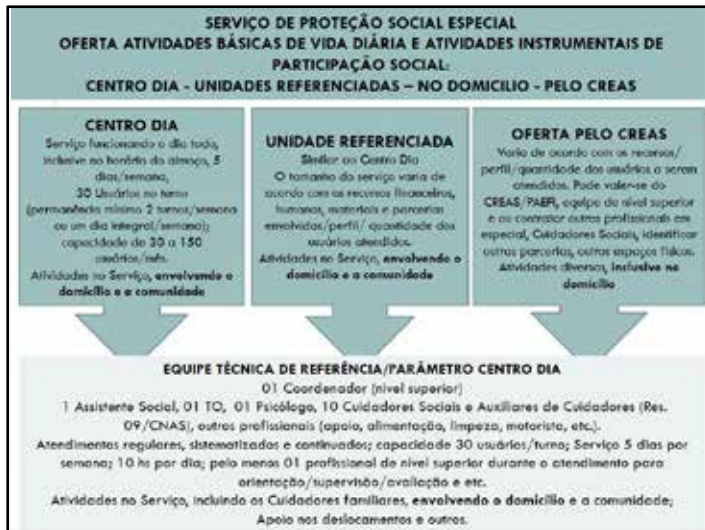 SERVIÇO DE PROTEÇÃO SOCIAL ESPECIAL
OFERTA ATIVIDADES BÁSICAS DE VIDA DIÁRIA E ATIVIDADES INSTRUMENTAIS DE
PARTICIPAÇÃO SOCIAL:
CENTRO DIA - UNIDADES REFERENCIADAS – NO DOMICILIO - PELO CREAS
CENTRO DIA
Serviço funcionando o dia todo,
inclusive no horário do almoço, 5
dias/semana,
30 Usuários no turno
(permanência mínima 2 turnos/semana
ou um dia integral/semana);
capacidade de 30 a 150
usuários/mês.
Atividades no Serviço, envolvendo o
domicílio e a comunidade
UNIDADE REFERENCIADA
Similar ao Centro Dia
O tamanho do serviço varia de
acordo com os recursos financeiros,
humanos, materiais e parcerias
envolvidas/perfil/ quantidade dos
usuários atendidos.
Atividades no Serviço, envolvendo o
domicílio e a comunidade
OFERTA PELO CREAS
Varia de acordo com os recursos/
perfil/quantidade dos usuários a serem
atendidos. Pode valer-se do
CREAS/PAEFI, equipe de nível superior
e ou contratar outros profissionais em
especial, Cuidadores Sociais, identificar
outras parcerias, outros espaços físicos.
Atividades diversas, inclusive no
domicílio
EQUIPE TÉCNICA DE REFERÊNCIA/PARÂMETRO CENTRO DIA
01 Coordenador (nível superior)
1 Assistente Social, 01 TO, 01 Psicólogo, 10 Cuidadores Sociais e Auxiliares de Cuidadores (Res.
09/CNAS), outros profissionais (apoio, alimentação, limpeza, motorista, etc.).
Atendimentos regulares, sistematizados e continuados; capacidade 30 usuários/turno; Serviço 5 dias por
semana; 10 hs por dia; pelo menos 01 profissional de nível superior durante o atendimento para
orientação/supervisão/avaliação e etc.
Atividades no Serviço, incluindo os Cuidadores familiares, envolvendo o domicílio e a comunidade;
Apoio nos deslocamentos e outros.